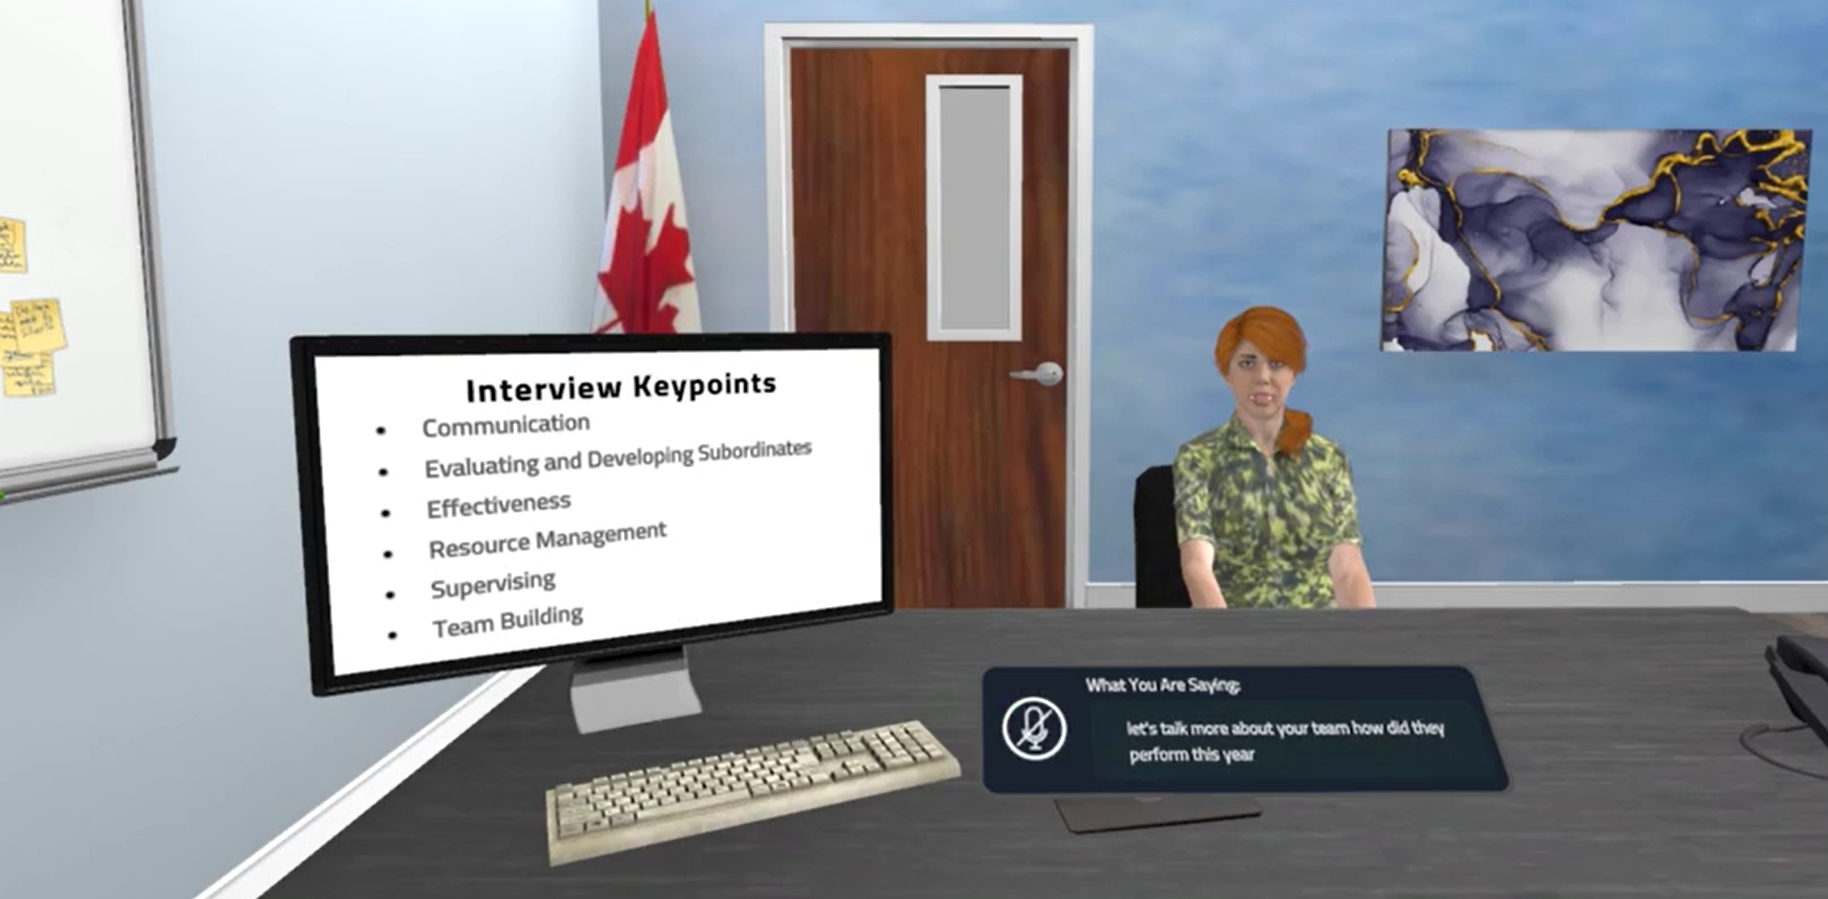 Interview Keypoints
• Communication
• Evaluating and Developing Subordinates
• Effectiveness
• Resource Management
• Supervising
• Team Building
What You Are Saying:
let's talk more about your team how did they
perform this year